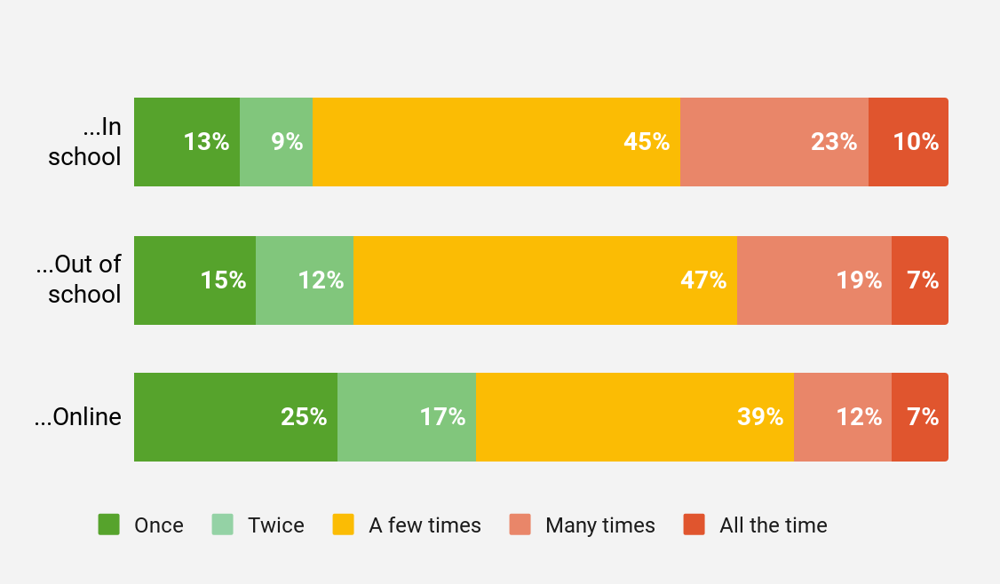 ...In
school
13% 9% 45% 23% 10%
...Out of
school
15% 12% 47% 19% 7%
...Online
25% 17% 39% 12% 7%
Once Twice A few times Many times All the time